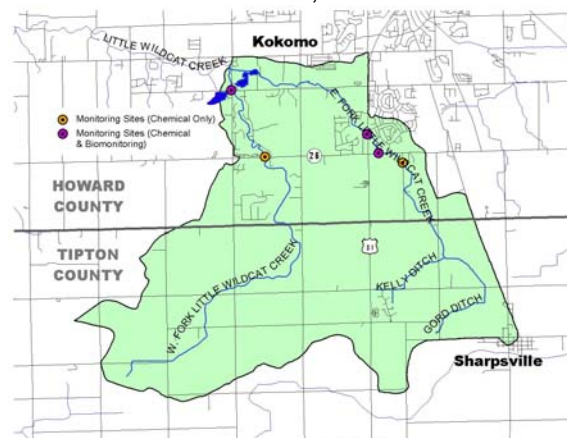 LITTLE WILDCAT CREEK
Kokomo
Monitoring Sites (Chemical Only)
Monitoring Sites (Chemical
& Biomonitoring)
E. FORK LITTLE WILDCAT CREEK
26
HOWARD
COUNTY
TIPTON
COUNTY
31
W. FORK LITTLE WILDCAT CREEK
KELLY DITCH
GORD DITCH
Sharpsville